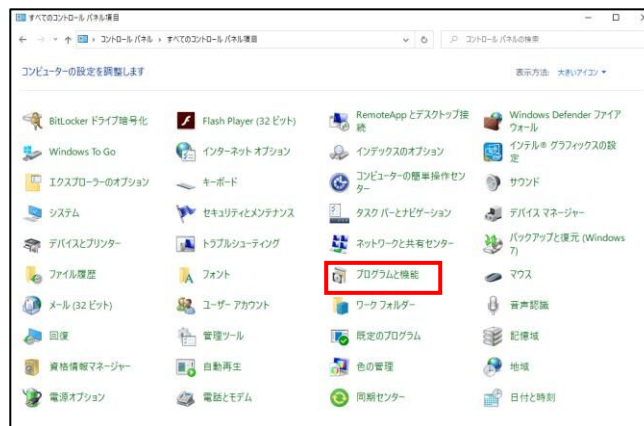 すべてのコントロール パネル項目
コントロール パネル › すべてのコントロール パネル項目
コントロール パネルの検索
コンピューターの設定を調整します
表示方法: 大きいアイコン
BitLocker ドライブ暗号化
Flash Player (32 ビット)
RemoteApp とデスクトップ接
続
Windows Defender ファイア
ウォール
Windows To Go
インターネット オプション
インデックスのオプション
インテル® グラフィックスの設
定
エクスプローラーのオプション
キーボード
コンピューターの簡単操作セン
ター
サウンド
システム
セキュリティとメンテナンス
タスク バーとナビゲーション
デバイス マネージャー
デバイスとプリンター
トラブルシューティング
ネットワークと共有センター
バックアップと復元 (Windows
7)
ファイル履歴
フォント
プログラムと機能
マウス
メール (32 ビット)
ユーザー アカウント
ワーク フォルダー
音声認識
回復
管理ツール
既定のプログラム
記憶域
資格情報マネージャー
自動再生
色の管理
地域
電源オプション
電話とモデム
同期センター
日付と時刻